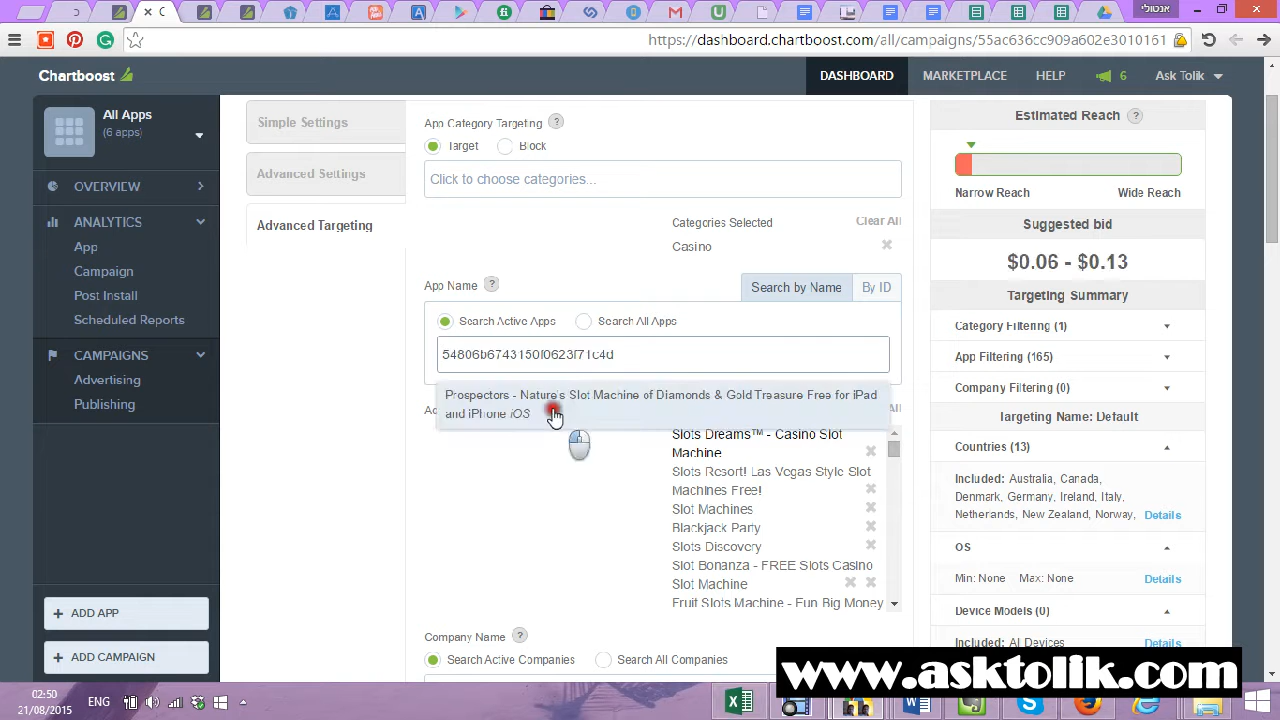 https://dashboard.chartboost.com/all/campaigns/55ac636cc909a602e3010161
Chartboost
DASHBOARD
MARKETPLACE
HELP
6
Ask Tolik
All Apps
(6 apps)
OVERVIEW
ANALYTICS
App
Campaign
Post Install
Scheduled Reports
CAMPAIGNS
Advertising
Publishing
+ ADD APP
+ ADD CAMPAIGN
Simple Settings
Advanced Settings
Advanced Targeting
App Category Targeting ?
Target
Block
Click to choose categories...
Categories Selected
Clear All
Casino
App Name ?
Search by Name
By ID
Search Active Apps
Search All Apps
54806b6743150f0623f71c4d
Prospectors - Nature's Slot Machine of Diamonds & Gold Treasure Free for iPad
and iPhone iOS
Slots Dreams™ - Casino Slot
Machine
Slots Resort! Las Vegas Style Slot
Machines Free!
Slot Machines
Blackjack Party
Slots Discovery
Slot Bonanza - FREE Slots Casino
Slot Machine
Fruit Slots Machine - Fun Big Money
Company Name ?
Search Active Companies
Search All Companies
Estimated Reach ?
Narrow Reach
Wide Reach
Suggested bid
$0.06 - $0.13
Targeting Summary
Category Filtering (1)
App Filtering (165)
Company Filtering (0)
Targeting Name: Default
Countries (13)
Included: Australia, Canada,
Denmark, Germany, Ireland, Italy,
Netherlands, New Zealand, Norway,
Details
OS
Min: None Max: None
Details
Device Models (0)
Included: All Devices
Details
www.asktolik.com
02:50
21/08/2015
ENG